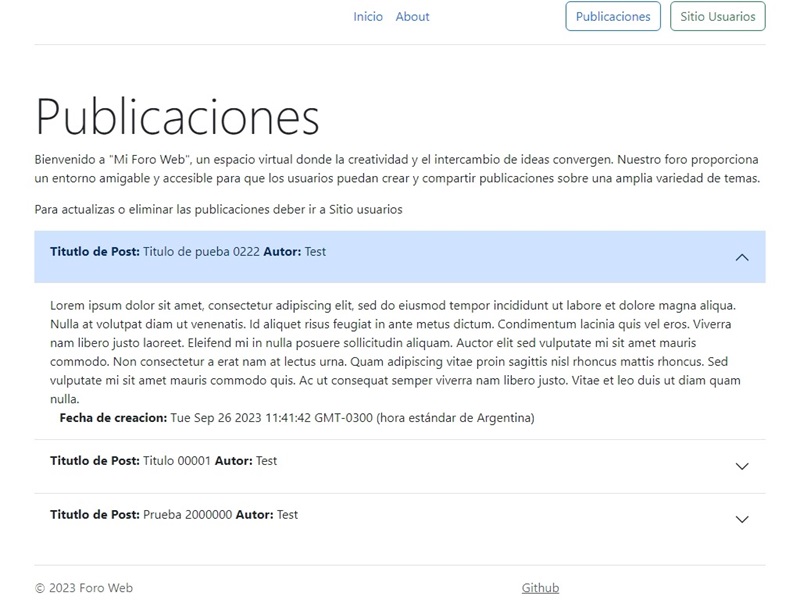 Inicio About Publicaciones Sitio Usuarios
Publicaciones
Bienvenido a "Mi Foro Web", un espacio virtual donde la creatividad y el intercambio de ideas convergen. Nuestro foro proporciona
un entorno amigable y accesible para que los usuarios puedan crear y compartir publicaciones sobre una amplia variedad de temas.
Para actualizas o eliminar las publicaciones deber ir a Sitio usuarios
Titutlo de Post: Titulo de pueba 0222 Autor: Test
Lorem ipsum dolor sit amet, consectetur adipiscing elit, sed do eiusmod tempor incididunt ut labore et dolore magna aliqua.
Nulla at volutpat diam ut venenatis. Id aliquet risus feugiat in ante metus dictum. Condimentum lacinia quis vel eros. Viverra
nam libero justo laoreet. Eleifend mi in nulla posuere sollicitudin aliquam. Auctor elit sed vulputate mi sit amet mauris
commodo. Non consectetur a erat nam at lectus urna. Quam adipiscing vitae proin sagittis nisl rhoncus mattis rhoncus. Sed
vulputate mi sit amet mauris commodo quis. Ac ut consequat semper viverra nam libero justo. Vitae et leo duis ut diam quam
nulla.
Fecha de creacion: Tue Sep 26 2023 11:41:42 GMT-0300 (hora estándar de Argentina)
Titutlo de Post: Titulo 00001 Autor: Test
Titutlo de Post: Prueba 2000000 Autor: Test
© 2023 Foro Web Github